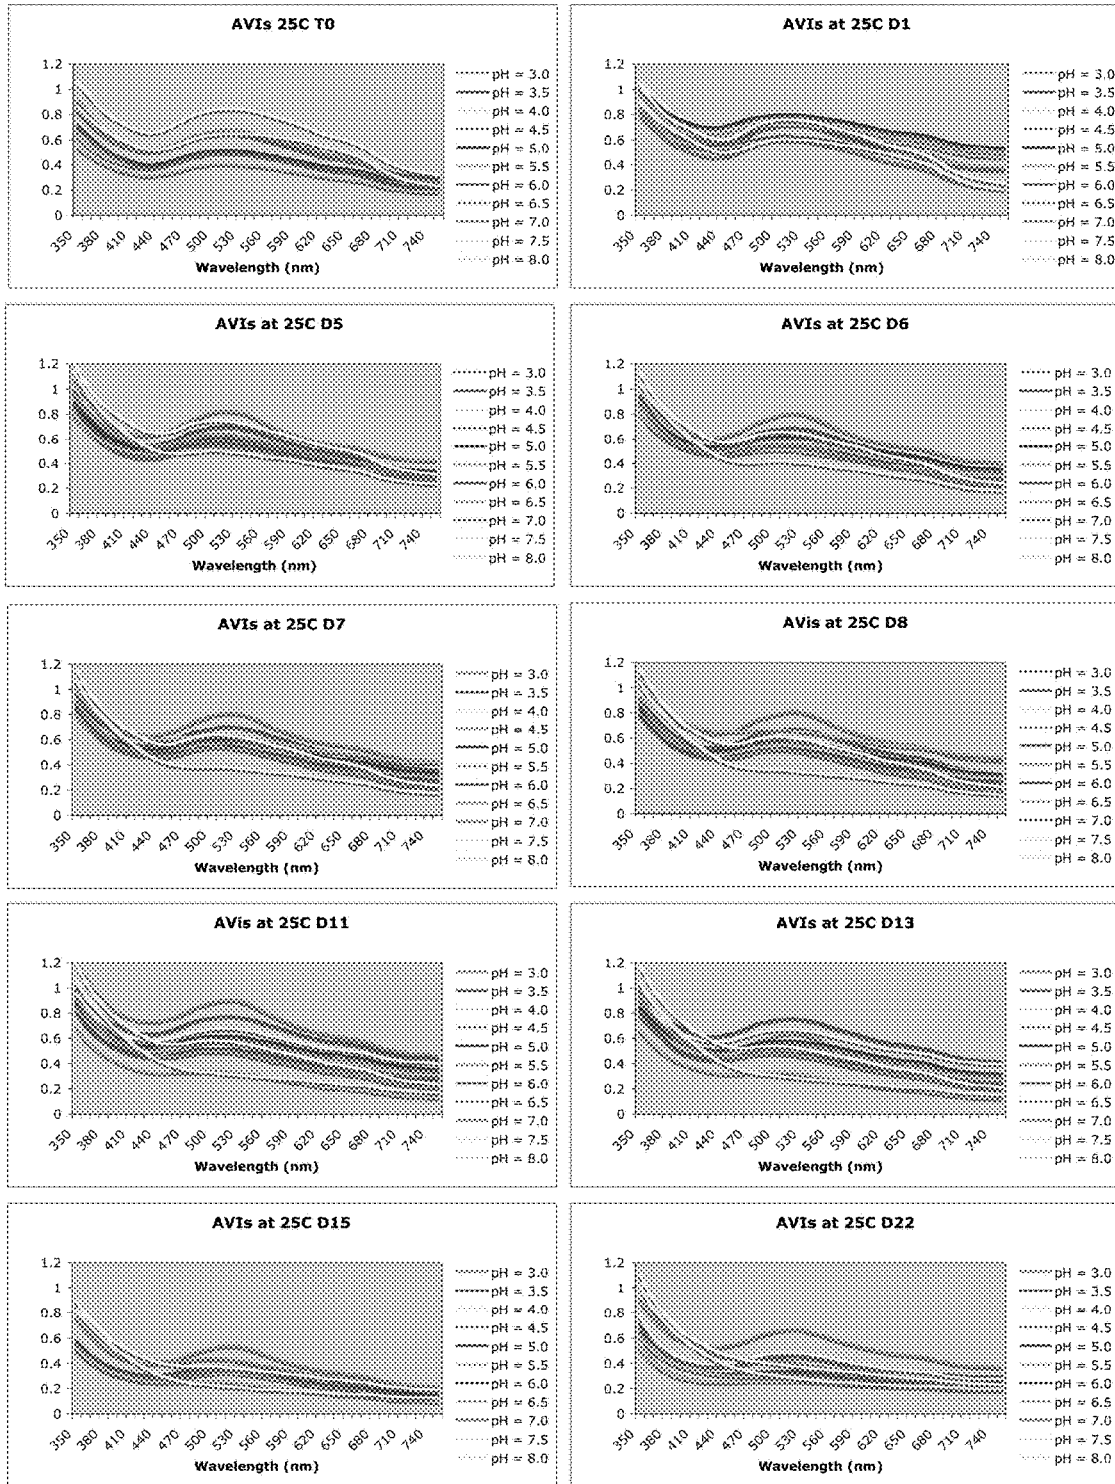 AVIs 25C T0
1.2
1
0.8
0.6
0.4
0.2
0
350 380 410 440 470 500 530 560 590 620 650 680 710 740
Wavelength (nm)
pH = 3.0
pH = 3.5
pH = 4.0
pH = 4.5
pH = 5.0
pH = 5.5
pH = 6.0
pH = 6.5
pH = 7.0
pH = 7.5
pH = 8.0
AVIs at 25C D1
1.2
1
0.8
0.6
0.4
0.2
0
350 380 410 440 470 500 530 560 590 620 650 680 710 740
Wavelength (nm)
pH = 3.0
pH = 3.5
pH = 4.0
pH = 4.5
pH = 5.0
pH = 5.5
pH = 6.0
pH = 6.5
pH = 7.0
pH = 7.5
pH = 8.0
AVIs at 25C D5
1.2
1
0.8
0.6
0.4
0.2
0
350 380 410 440 470 500 530 560 590 620 650 680 710 740
Wavelength (nm)
pH = 3.0
pH = 3.5
pH = 4.0
pH = 4.5
pH = 5.0
pH = 5.5
pH = 6.0
pH = 6.5
pH = 7.0
pH = 7.5
pH = 8.0
AVIs at 25C D6
1.2
1
0.8
0.6
0.4
0.2
0
350 380 410 440 470 500 530 560 590 620 650 680 710 740
Wavelength (nm)
pH = 3.0
pH = 3.5
pH = 4.0
pH = 4.5
pH = 5.0
pH = 5.5
pH = 6.0
pH = 6.5
pH = 7.0
pH = 7.5
pH = 8.0
AVIs at 25C D7
1.2
1
0.8
0.6
0.4
0.2
0
350 380 410 440 470 500 530 560 590 620 650 680 710 740
Wavelength (nm)
pH = 3.0
pH = 3.5
pH = 4.0
pH = 4.5
pH = 5.0
pH = 5.5
pH = 6.0
pH = 6.5
pH = 7.0
pH = 7.5
pH = 8.0
AVis at 25C D8
1.2
1
0.8
0.6
0.4
0.2
0
350 380 410 440 470 500 530 560 590 620 650 680 710 740
Wavelength (nm)
pH = 3.0
pH = 3.5
pH = 4.0
pH = 4.5
pH = 5.0
pH = 5.5
pH = 6.0
pH = 6.5
pH = 7.0
pH = 7.5
pH = 8.0
AVis at 25C D11
1.2
1
0.8
0.6
0.4
0.2
0
350 380 410 440 470 500 530 560 590 620 650 680 710 740
Wavelength (nm)
pH = 3.0
pH = 3.5
pH = 4.0
pH = 4.5
pH = 5.0
pH = 5.5
pH = 6.0
pH = 6.5
pH = 7.0
pH = 7.5
pH = 8.0
AVIs at 25C D13
1.2
1
0.8
0.6
0.4
0.2
0
350 380 410 440 470 500 530 560 590 620 650 680 710 740
Wavelength (nm)
pH = 3.0
pH = 3.5
pH = 4.0
pH = 4.5
pH = 5.0
pH = 5.5
pH = 6.0
pH = 6.5
pH = 7.0
pH = 7.5
pH = 8.0
AVIs at 25C D15
1.2
1
0.8
0.6
0.4
0.2
0
350 380 410 440 470 500 530 560 590 620 650 680 710 740
Wavelength (nm)
pH = 3.0
pH = 3.5
pH = 4.0
pH = 4.5
pH = 5.0
pH = 5.5
pH = 6.0
pH = 6.5
pH = 7.0
pH = 7.5
pH = 8.0
AVIs at 25C D22
1.2
1
0.8
0.6
0.4
0.2
0
350 380 410 440 470 500 530 560 590 620 650 680 710 740
Wavelength (nm)
pH = 3.0
pH = 3.5
pH = 4.0
pH = 4.5
pH = 5.0
pH = 5.5
pH = 6.0
pH = 6.5
pH = 7.0
pH = 7.5
pH = 8.0